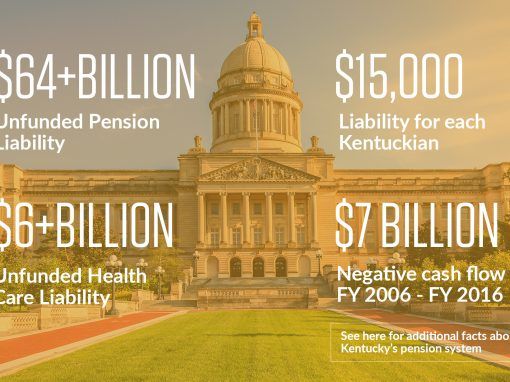 $64+BILLION
Unfunded Pension
Liability
$15,000
Liability for each
Kentuckian
$6+BILLION
Unfunded Health
Care Liability
$7 BILLION
Negative cash flow
FY 2006 - FY 2016
See here for additional facts abo
Kentucky's pension system